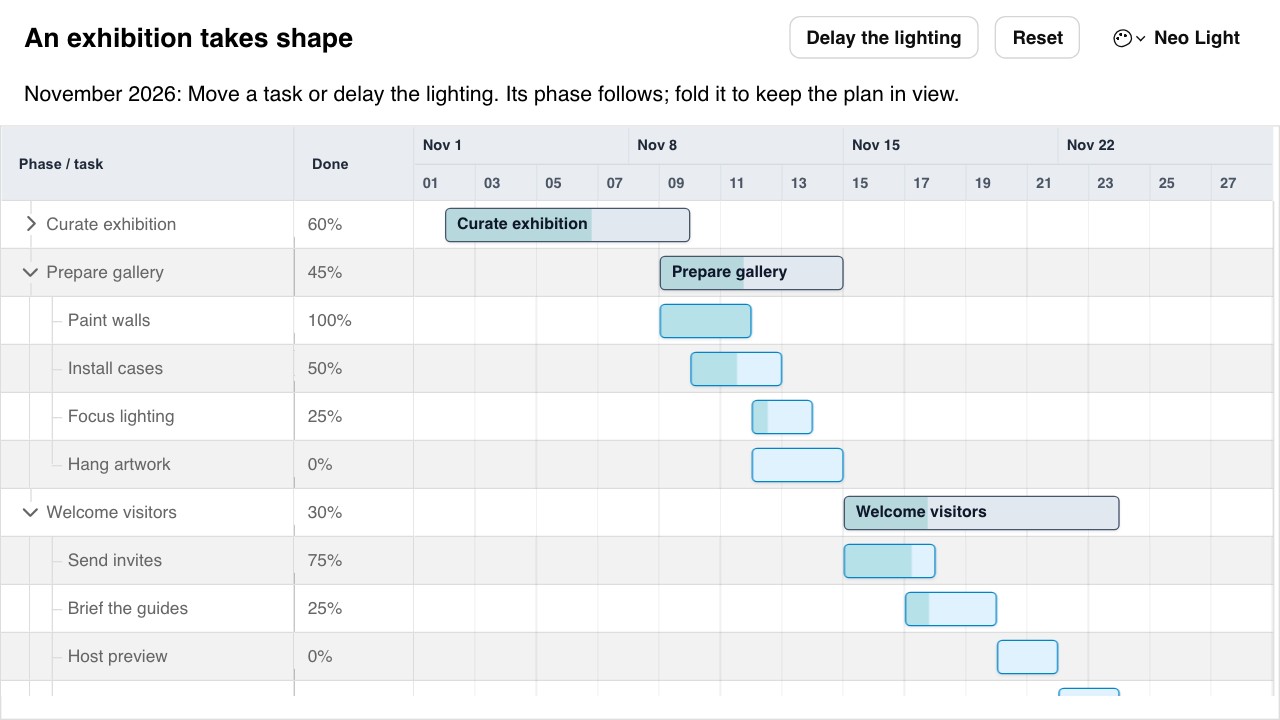 An exhibition takes shape
Delay the lighting
Reset
Neo Light
November 2026: Move a task or delay the lighting. Its phase follows; fold it to keep the plan in view.
Phase / task
Done
Nov 1
Nov 8
Nov 15
Nov 22
01 03 05 07 09 11 13 15 17 19 21 23 25 27
Curate exhibition 60% Curate exhibition
Prepare gallery 45% Prepare gallery
Paint walls 100%
Install cases 50%
Focus lighting 25%
Hang artwork 0%
Welcome visitors 30% Welcome visitors
Send invites 75%
Brief the guides 25%
Host preview 0%